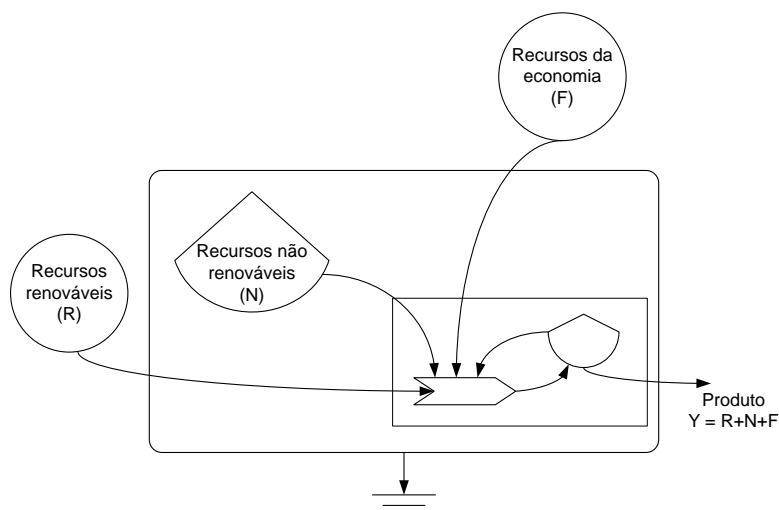 Recursos da
economia
(F)
Recursos não
renováveis
(N)
Recursos
renováveis
(R)
Produto
Y = R+N+F